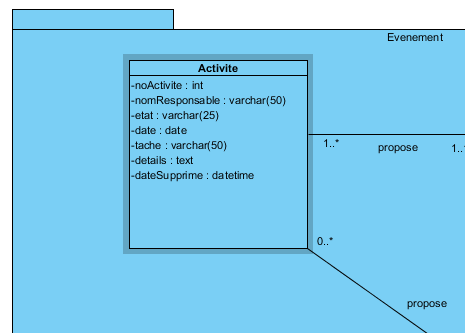 Evenement
Activite
-noActivite : int
-nomResponsable : varchar(50)
-etat : varchar(25)
-date : date
-tache : varchar(50)
-details : text
-dateSupprime : datetime
1..*
propose
1..
0..*
propose